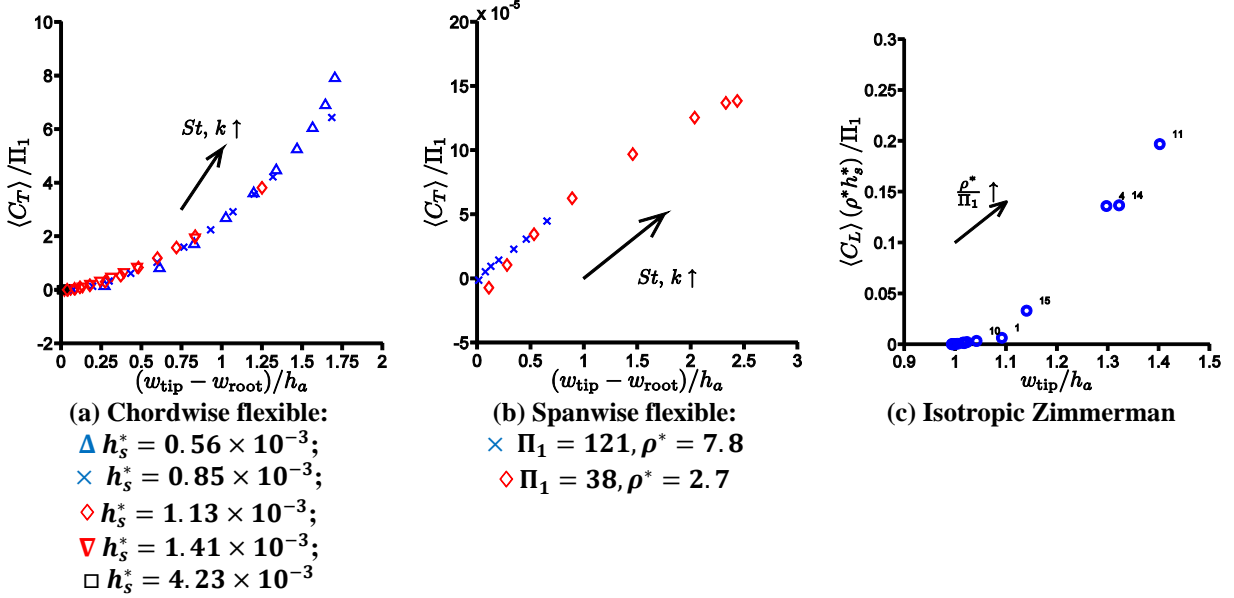 ⟨C_T⟩/Π_1
10
8
6
4
2
0
-2
0
0.25
0.5
0.75
1
1.25
1.5
1.75
2
St, k ↑
(w_tip − w_root)/h_a
(a) Chordwise flexible:
Δ h_s^* = 0.56 × 10^{-3};
× h_s^* = 0.85 × 10^{-3};
◇ h_s^* = 1.13 × 10^{-3};
∇ h_s^* = 1.41 × 10^{-3};
□ h_s^* = 4.23 × 10^{-3}
x 10^{-5}
⟨C_T⟩/Π_1
20
15
10
5
0
-5
0
0.5
1
1.5
2
2.5
3
St, k ↑
(w_tip − w_root)/h_a
(b) Spanwise flexible:
× Π_1 = 121, ρ^* = 7.8
◇ Π_1 = 38, ρ^* = 2.7
⟨C_L⟩(ρ^*h_s^*)/Π_1
0.3
0.25
0.2
0.15
0.1
0.05
0
0.9
1
1.1
1.2
1.3
1.4
1.5
ρ^*/Π_1 ↑
11
4
14
15
10
1
w_tip/h_a
(c) Isotropic Zimmerman